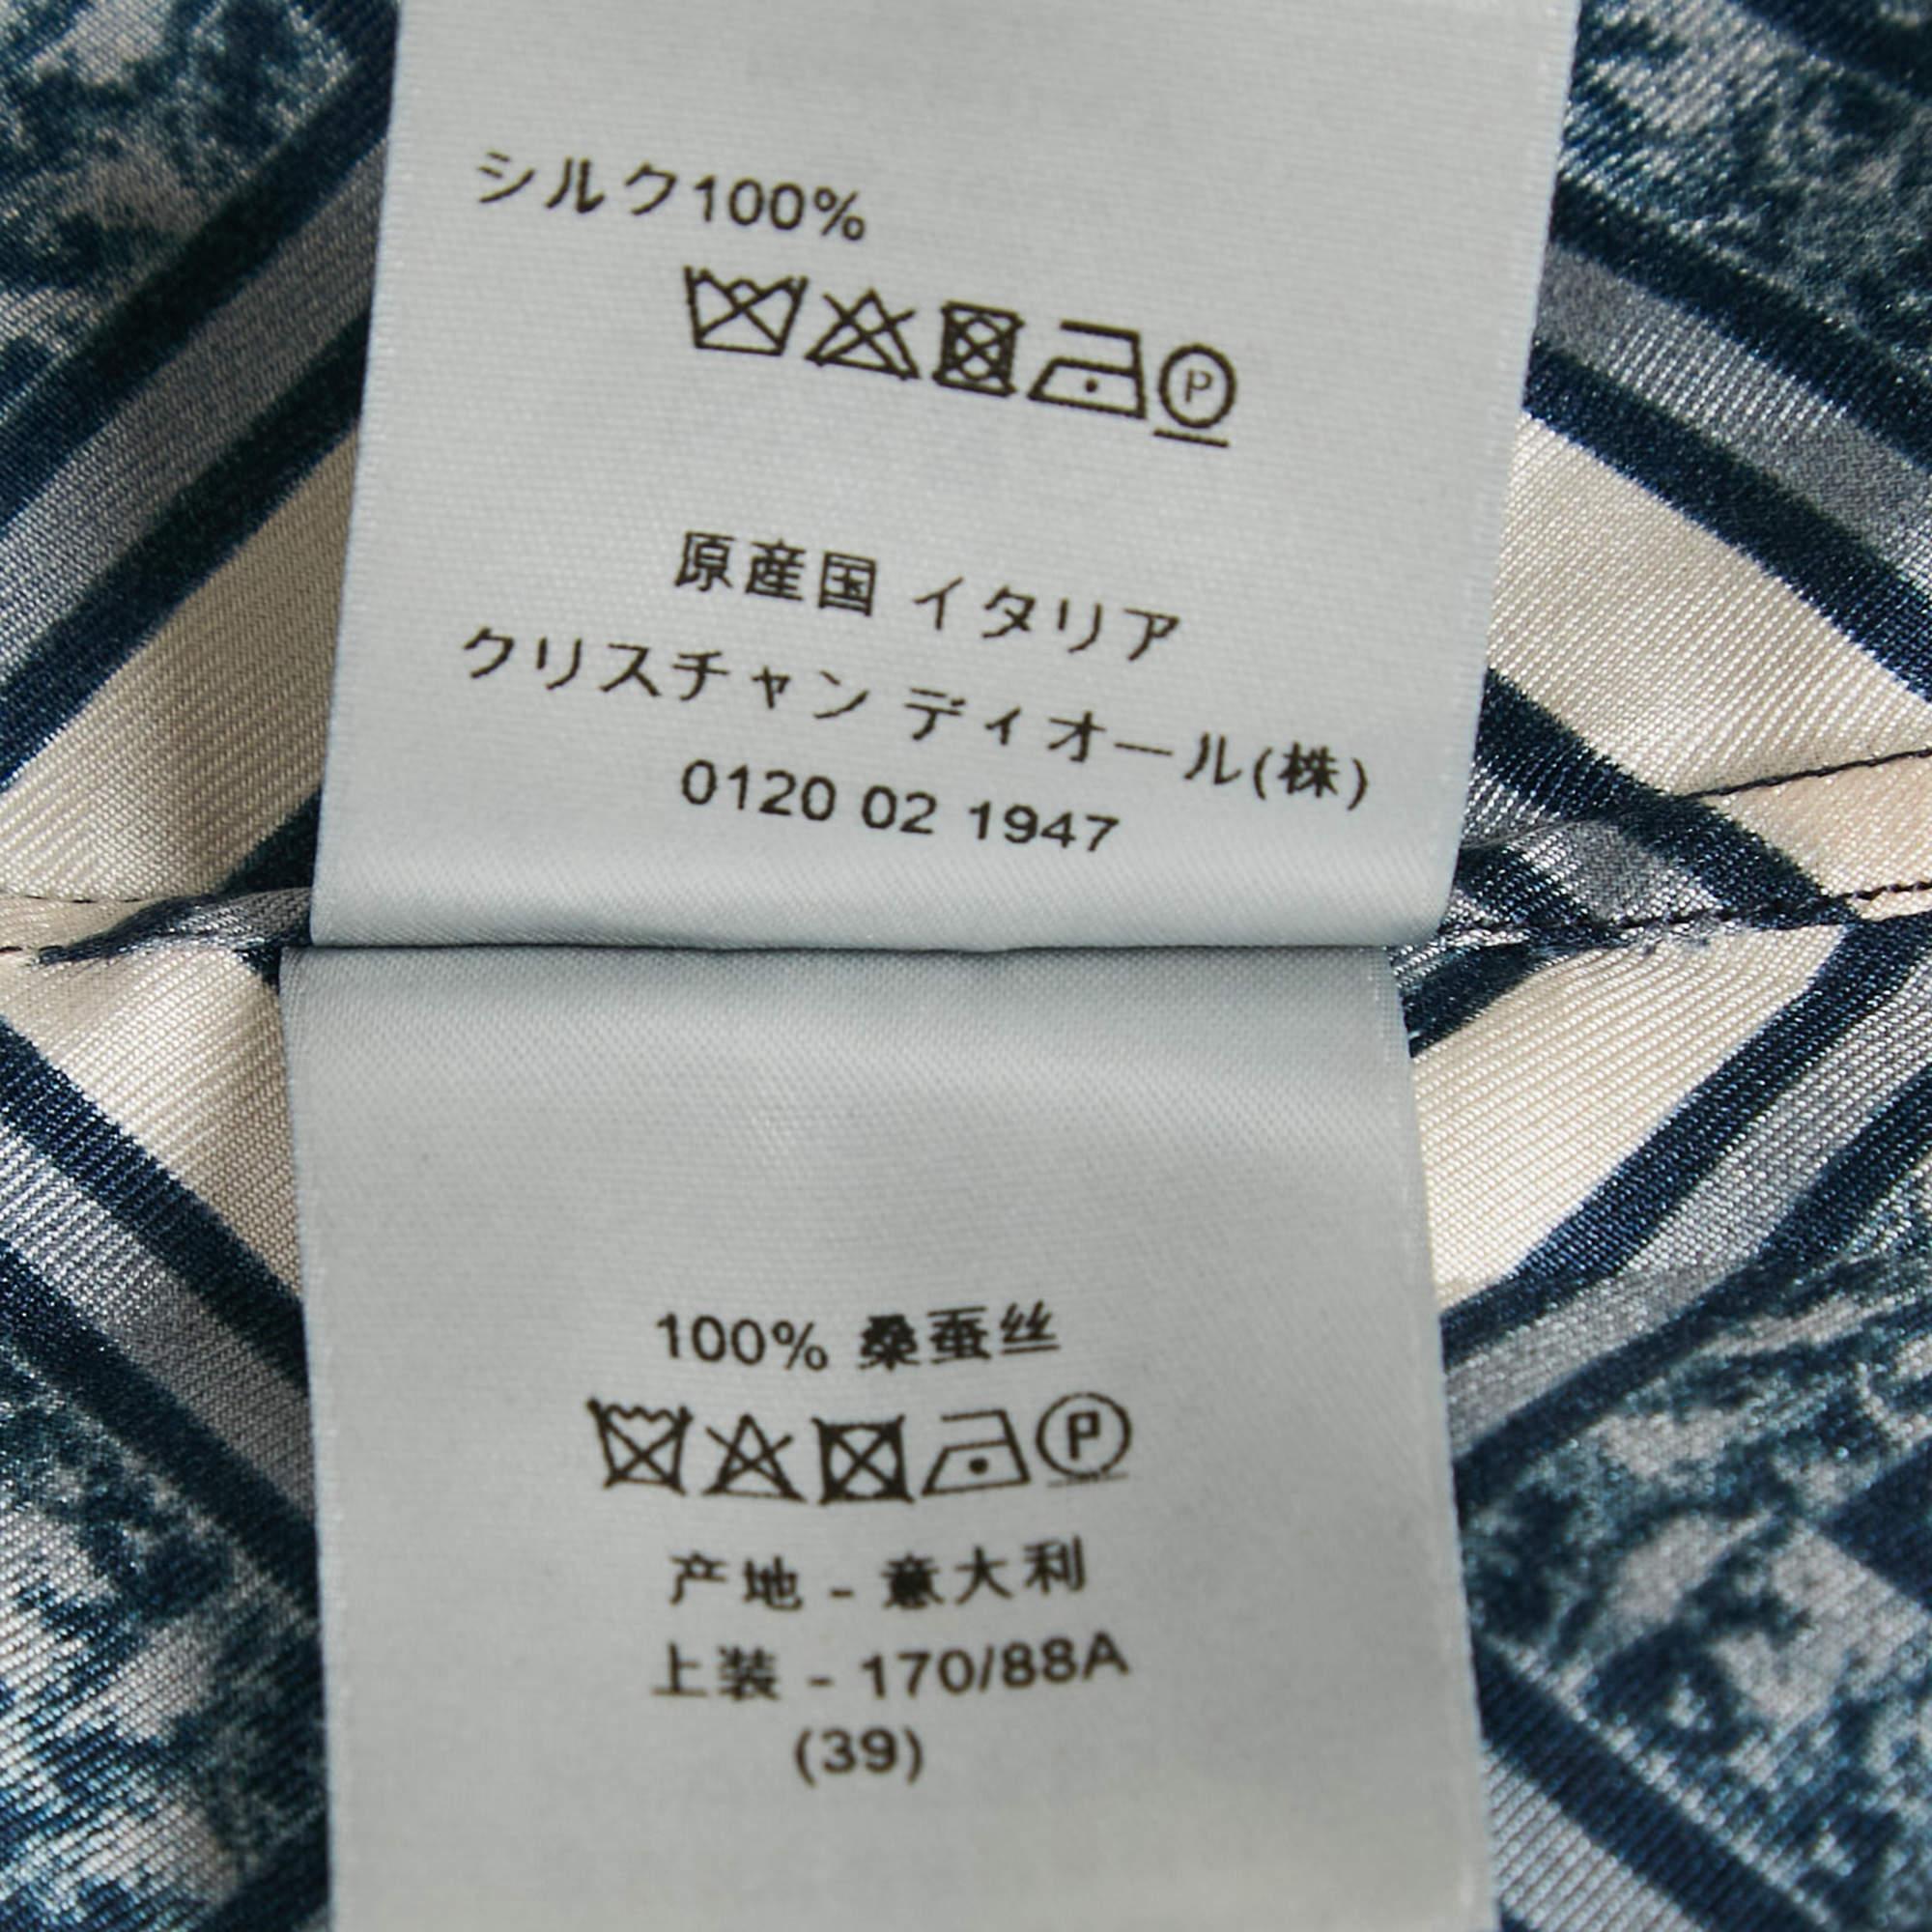 シルク100%
P
原産国 イタリア
クリスチャン ディオール(株)
0120 02 1947
100% 桑蚕丝
P
产地 - 意大利
上装 - 170/88A
(39)